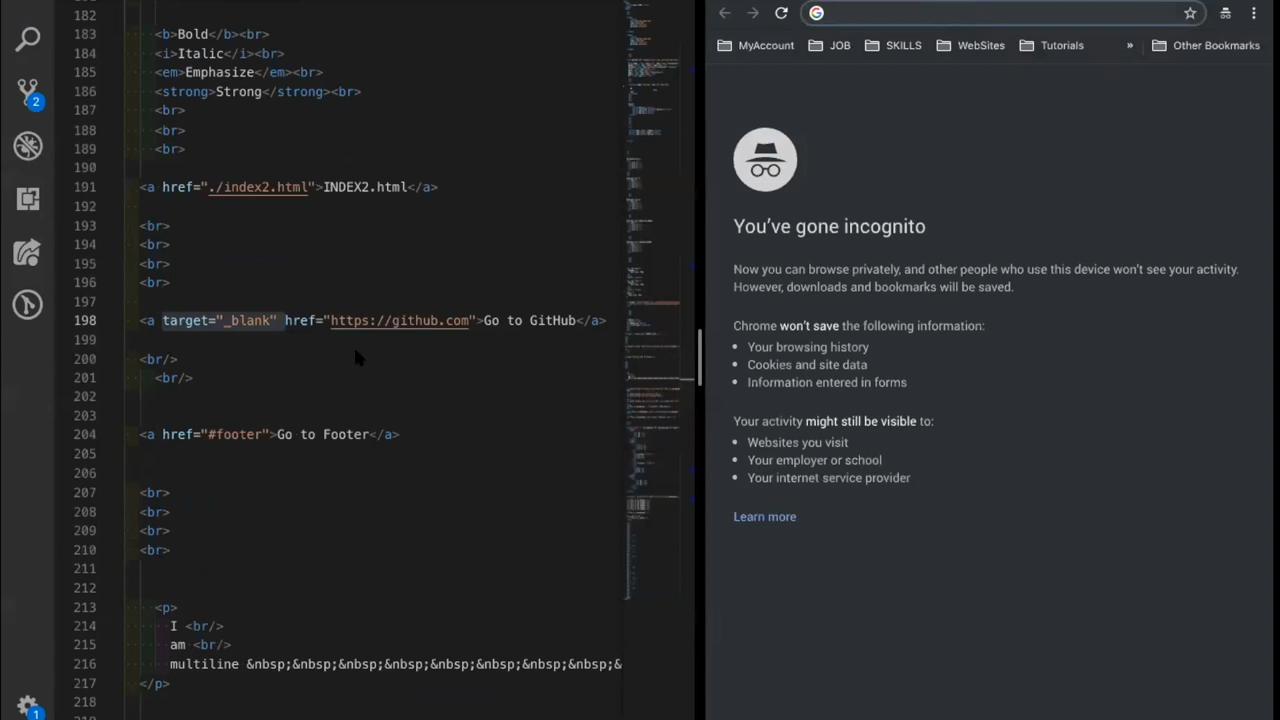 182
183 <b>Bold</b><br>
184 <i>Italic</i><br>
185 <em>Emphasize</em><br>
186 <strong>Strong</strong><br>
187 <br>
188 <br>
189 <br>
190
191 <a href="./index2.html">INDEX2.html</a>
192
193 <br>
194 <br>
195 <br>
196 <br>
197
198 <a target="_blank" href="https://github.com">Go to GitHub</a>
199
200 <br/>
201 <br/>
202
203
204 <a href="#footer">Go to Footer</a>
205
206
207 <br>
208 <br>
209 <br>
210 <br>
211
212
213 <p>
214 I <br/>
215 am <br/>
216 multiline &nbsp;&nbsp;&nbsp;&nbsp;&nbsp;&nbsp;&nbsp;&nbsp;&
217 </p>
218
2
1
MyAccount JOB SKILLS WebSites Tutorials » Other Bookmarks
You've gone incognito
Now you can browse privately, and other people who use this device won't see your activity.
However, downloads and bookmarks will be saved.
Chrome won't save the following information:
• Your browsing history
• Cookies and site data
• Information entered in forms
Your activity might still be visible to:
• Websites you visit
• Your employer or school
• Your internet service provider
Learn more